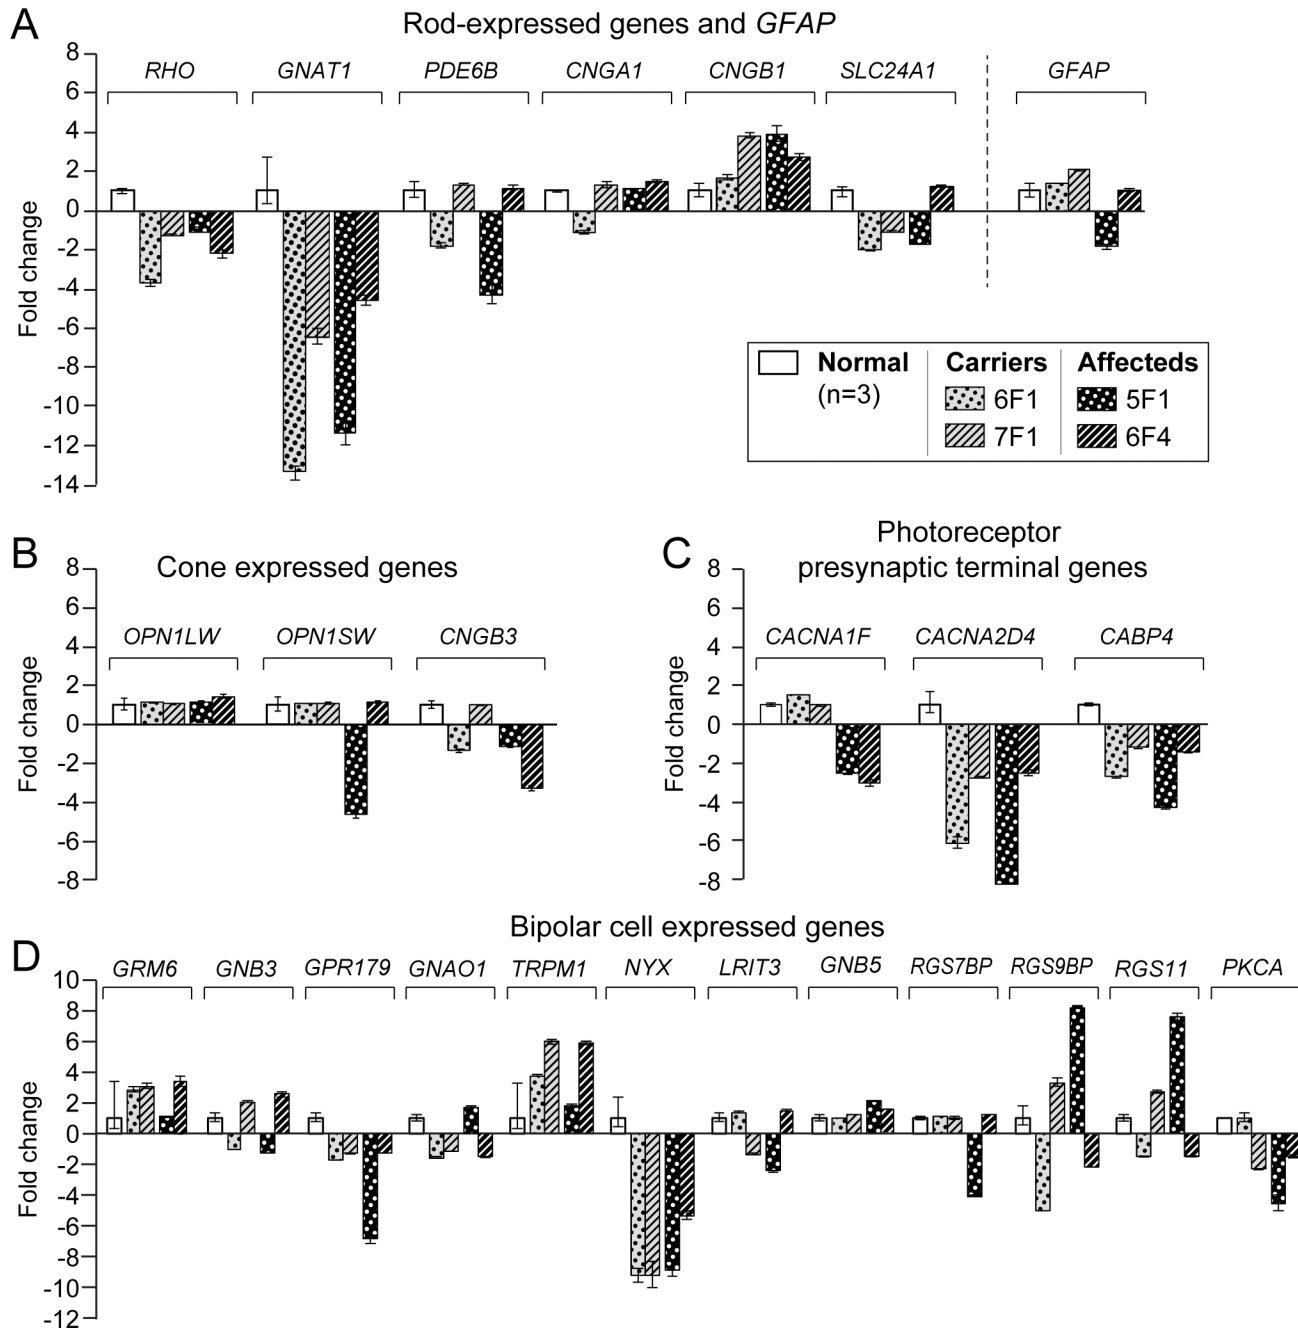 A
Rod-expressed genes and GFAP
8
6
4
2
0
-2
-4
-6
-8
-10
-12
-14
Fold change
RHO GNAT1 PDE6B CNGA1 CNGB1 SLC24A1 GFAP
Normal Carriers Affecteds
(n=3) 6F1 5F1
7F1 6F4
B
Cone expressed genes
8
6
4
2
0
-2
-4
-6
-8
Fold change
OPN1LW OPN1SW CNGB3
C
Photoreceptor
presynaptic terminal genes
8
6
4
2
0
-2
-4
-6
-8
Fold change
CACNA1F CACNA2D4 CABP4
D
Bipolar cell expressed genes
10
8
6
4
2
0
-2
-4
-6
-8
-10
-12
Fold change
GRM6 GNB3 GPR179 GNAO1 TRPM1 NYX LRIT3 GNB5 RGS7BP RGS9BP RGS11 PKCA